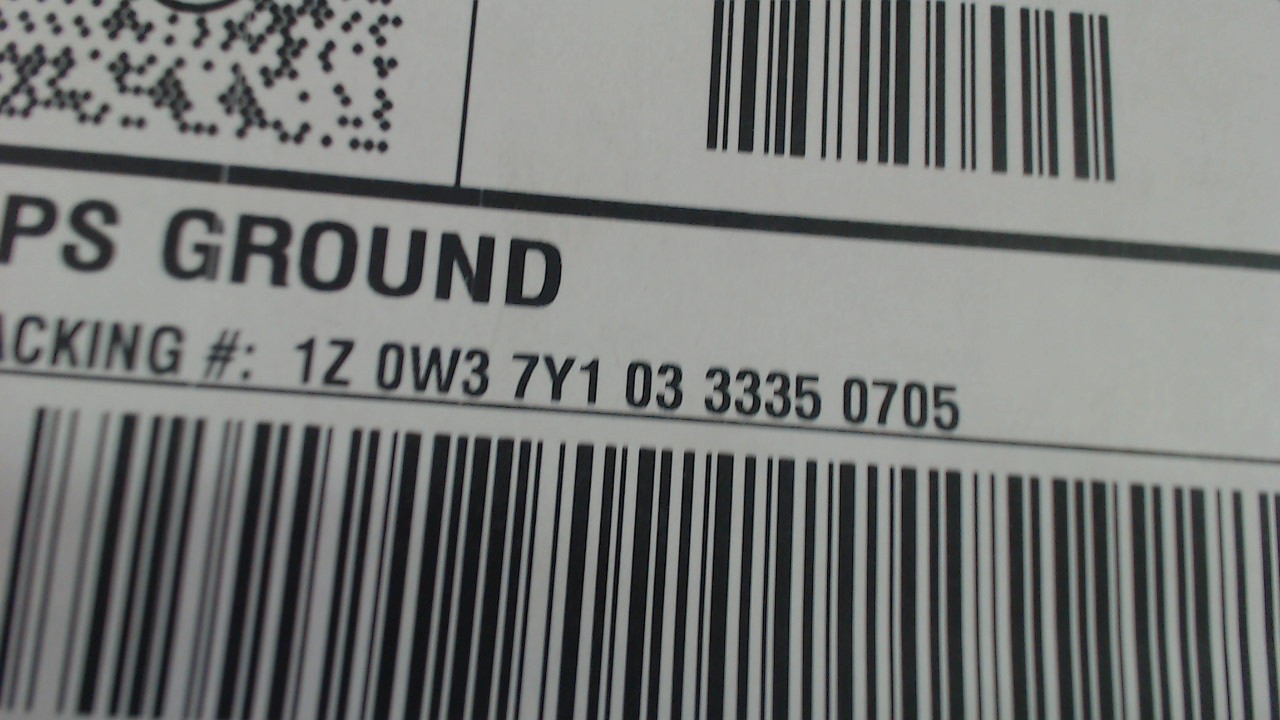 PS GROUND
ACKING #: 1Z 0W3 7Y1 03 3335 0705